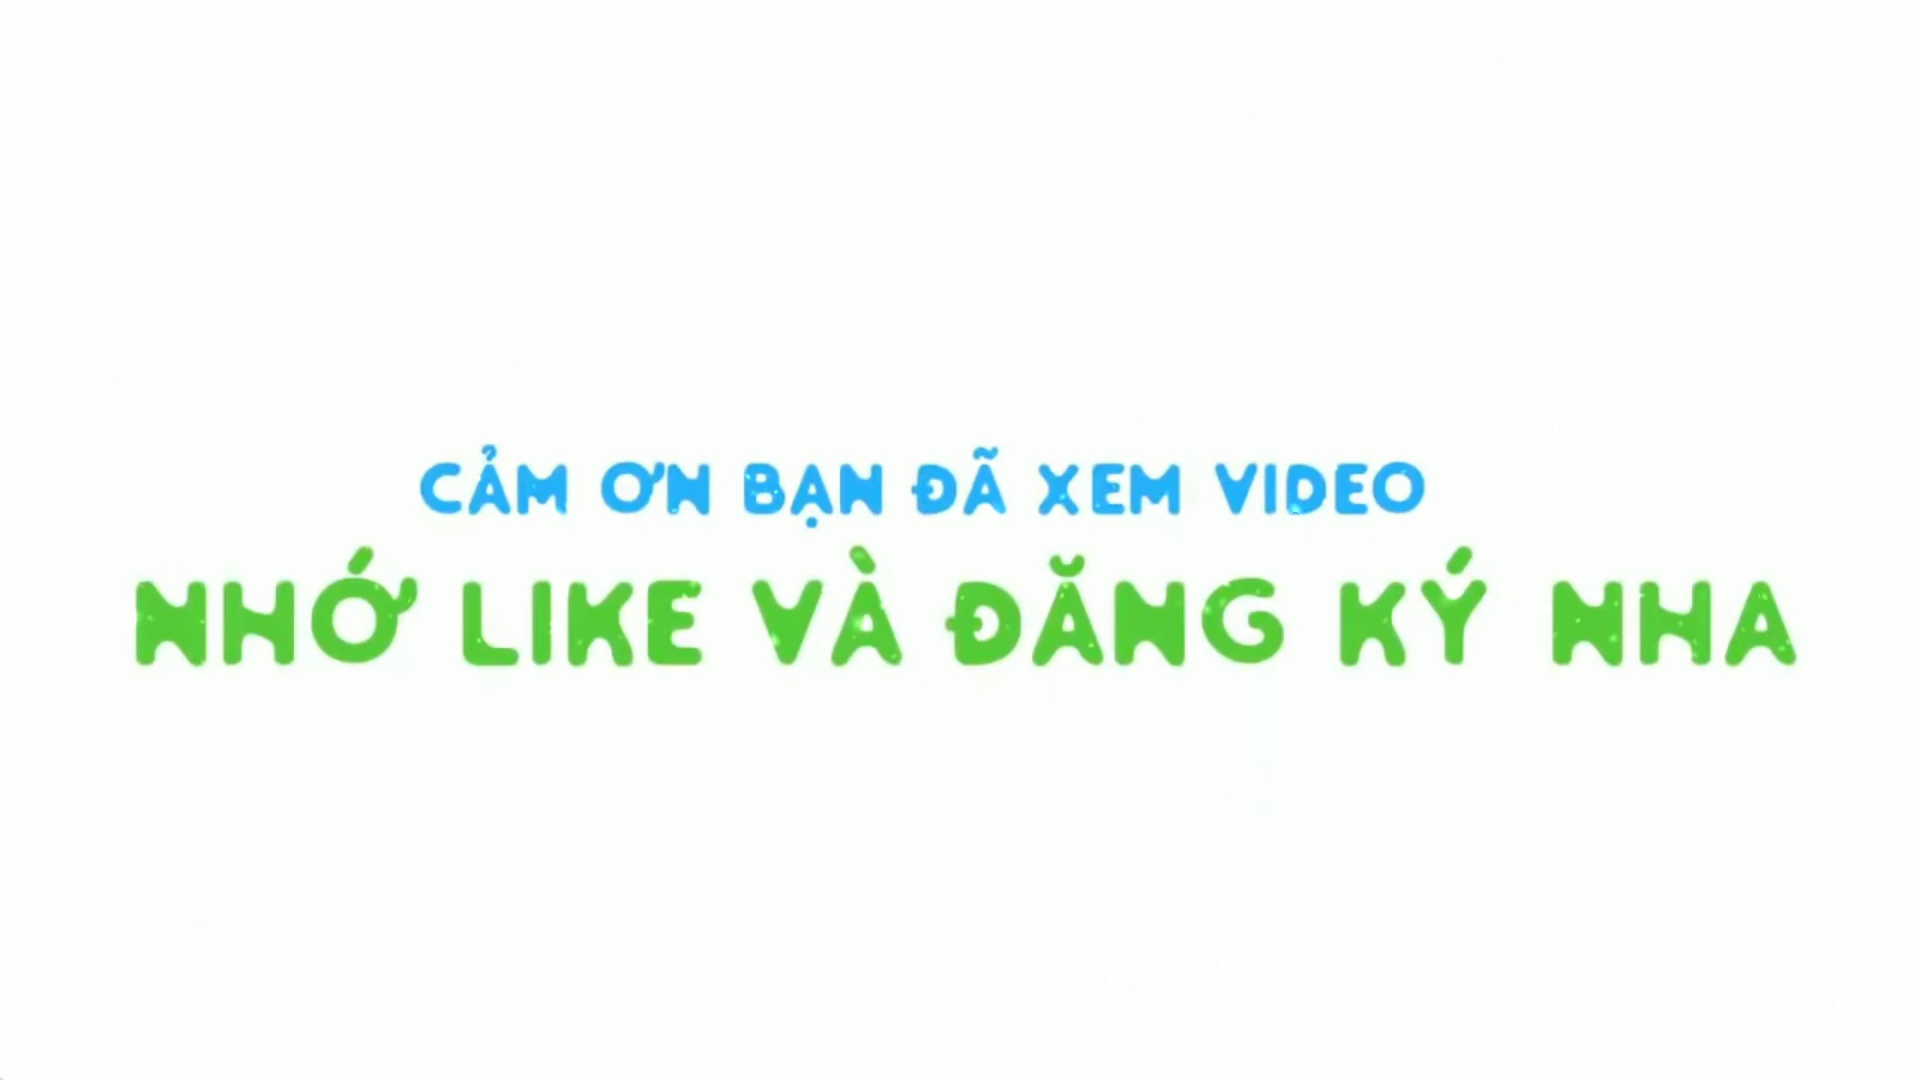 CẢM ƠN BẠN ĐÃ XEM VIDEO
NHỚ LIKE VÀ ĐĂNG KÝ NHA